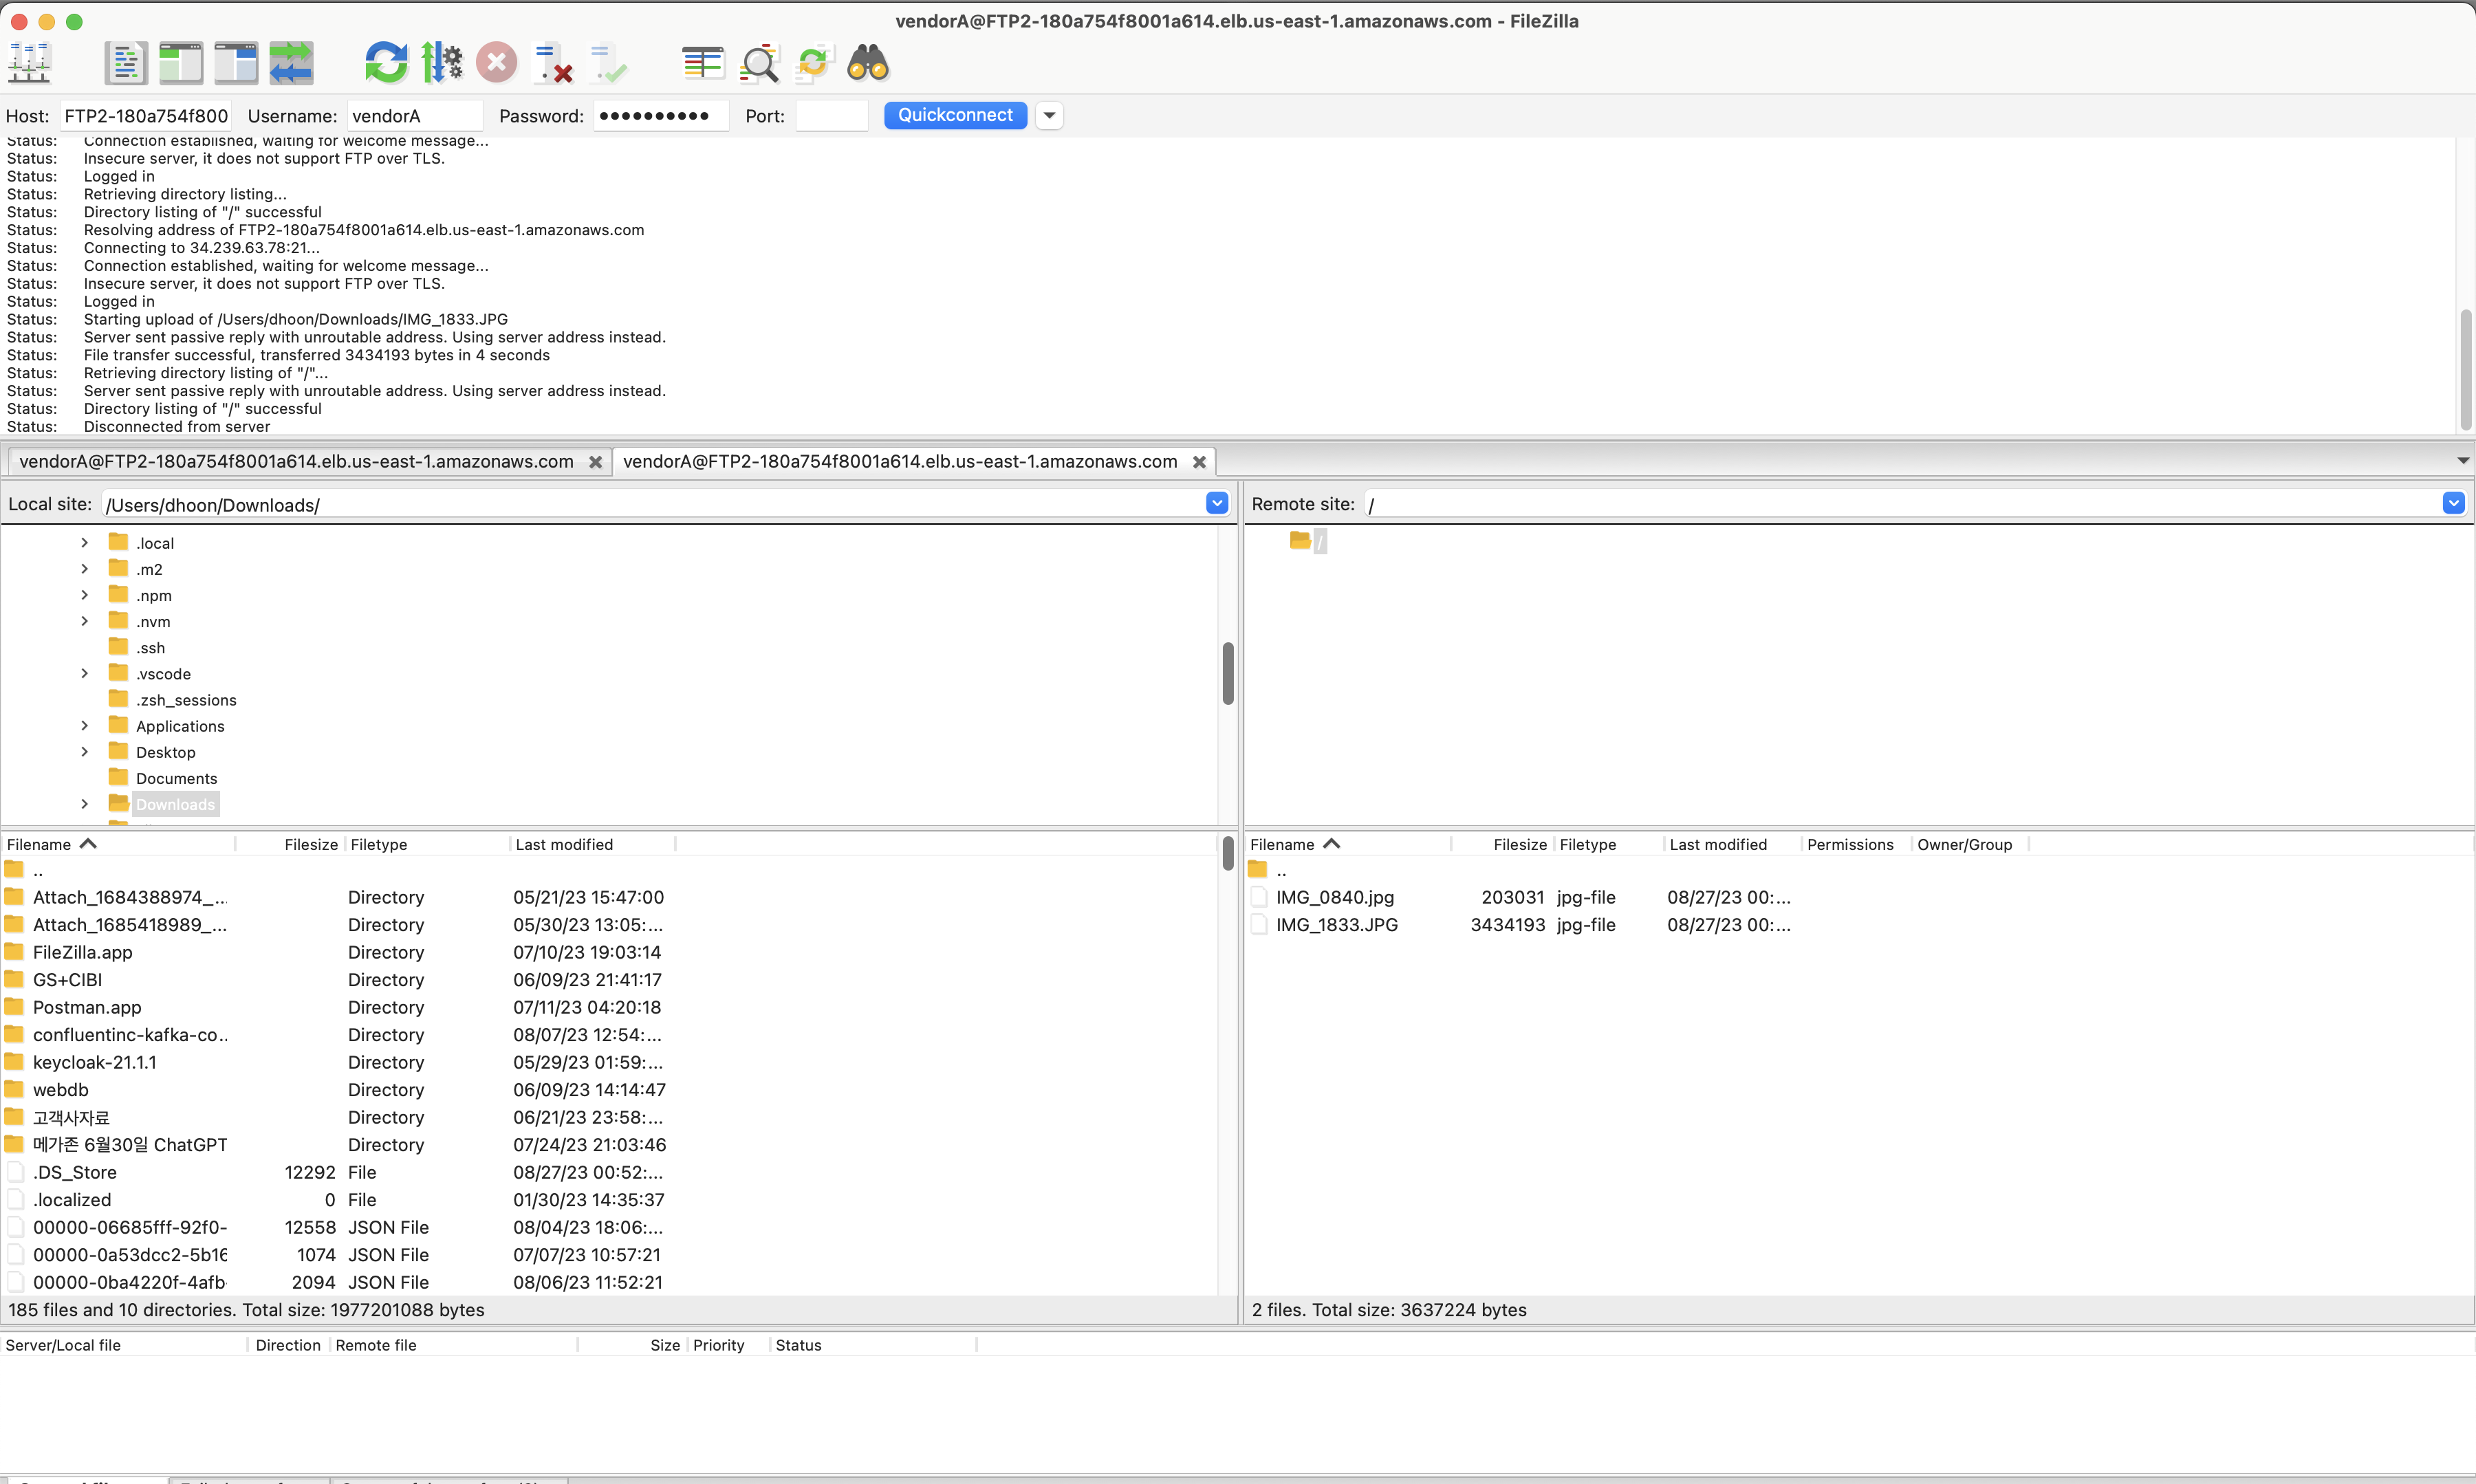 vendorA@FTP2-180a754f8001a614.elb.us-east-1.amazonaws.com - FileZilla
Host: FTP2-180a754f800 Username: vendorA Password: •••••••••• Port: Quickconnect
Status: Connection established, waiting for welcome message...
Status: Insecure server, it does not support FTP over TLS.
Status: Logged in
Status: Retrieving directory listing...
Status: Directory listing of "/" successful
Status: Resolving address of FTP2-180a754f8001a614.elb.us-east-1.amazonaws.com
Status: Connecting to 34.239.63.78:21...
Status: Connection established, waiting for welcome message...
Status: Insecure server, it does not support FTP over TLS.
Status: Logged in
Status: Starting upload of /Users/dhoon/Downloads/IMG_1833.JPG
Status: Server sent passive reply with unroutable address. Using server address instead.
Status: File transfer successful, transferred 3434193 bytes in 4 seconds
Status: Retrieving directory listing of "/"...
Status: Server sent passive reply with unroutable address. Using server address instead.
Status: Directory listing of "/" successful
Status: Disconnected from server
vendorA@FTP2-180a754f8001a614.elb.us-east-1.amazonaws.com vendorA@FTP2-180a754f8001a614.elb.us-east-1.amazonaws.com
Local site: /Users/dhoon/Downloads/
.local
.m2
.npm
.nvm
.ssh
.vscode
.zsh_sessions
Applications
Desktop
Documents
Downloads
Filename Filesize Filetype Last modified
..
Attach_1684388974_... Directory 05/21/23 15:47:00
Attach_1685418989_... Directory 05/30/23 13:05:...
FileZilla.app Directory 07/10/23 19:03:14
GS+CIBI Directory 06/09/23 21:41:17
Postman.app Directory 07/11/23 04:20:18
confluentinc-kafka-co... Directory 08/07/23 12:54:...
keycloak-21.1.1 Directory 05/29/23 01:59:...
webdb Directory 06/09/23 14:14:47
고객사자료 Directory 06/21/23 23:58:...
메가존 6월30일 ChatGPT Directory 07/24/23 21:03:46
.DS_Store 12292 File 08/27/23 00:52:...
.localized 0 File 01/30/23 14:35:37
00000-06685fff-92f0- 12558 JSON File 08/04/23 18:06:...
00000-0a53dcc2-5b16 1074 JSON File 07/07/23 10:57:21
00000-0ba4220f-4afb 2094 JSON File 08/06/23 11:52:21
185 files and 10 directories. Total size: 1977201088 bytes
Remote site: /
/
Filename Filesize Filetype Last modified Permissions Owner/Group
..
IMG_0840.jpg 203031 jpg-file 08/27/23 00:...
IMG_1833.JPG 3434193 jpg-file 08/27/23 00:...
2 files. Total size: 3637224 bytes
Server/Local file Direction Remote file Size Priority Status